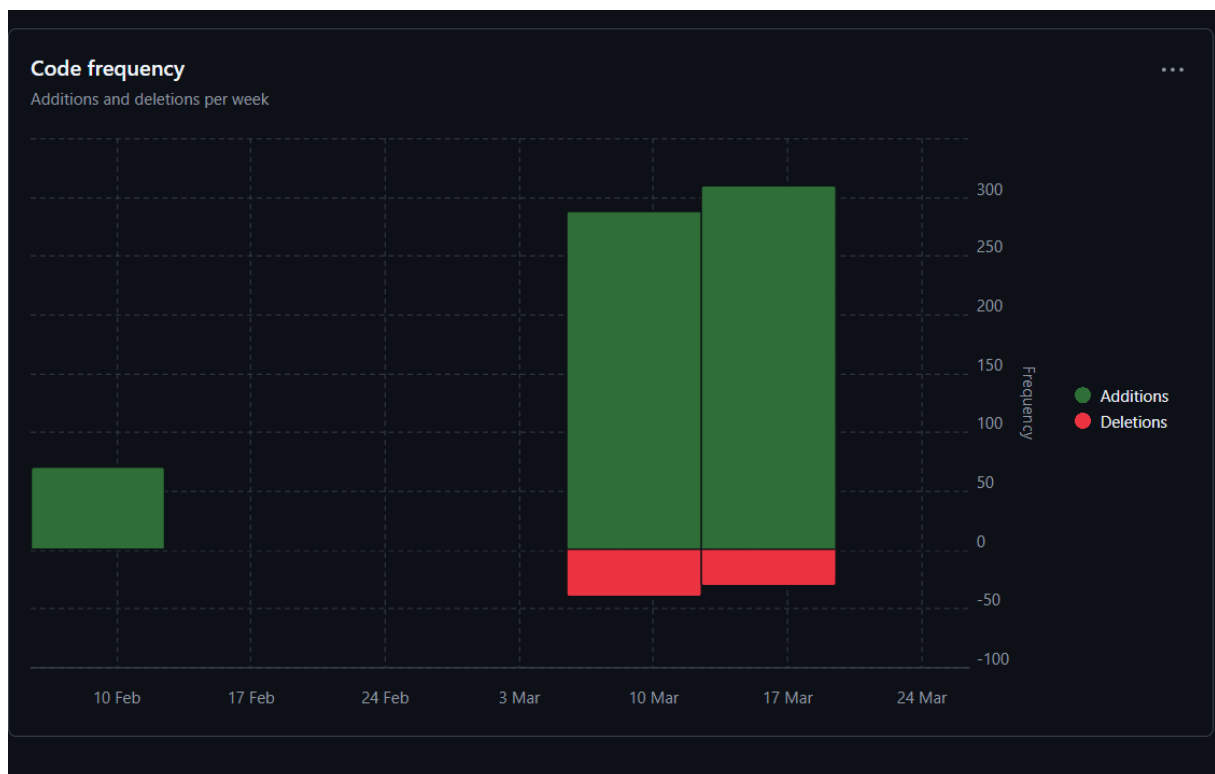 Code frequency
Additions and deletions per week
300
250
200
150
100
50
0
-50
-100
Frequency
Additions
Deletions
10 Feb
17 Feb
24 Feb
3 Mar
10 Mar
17 Mar
24 Mar